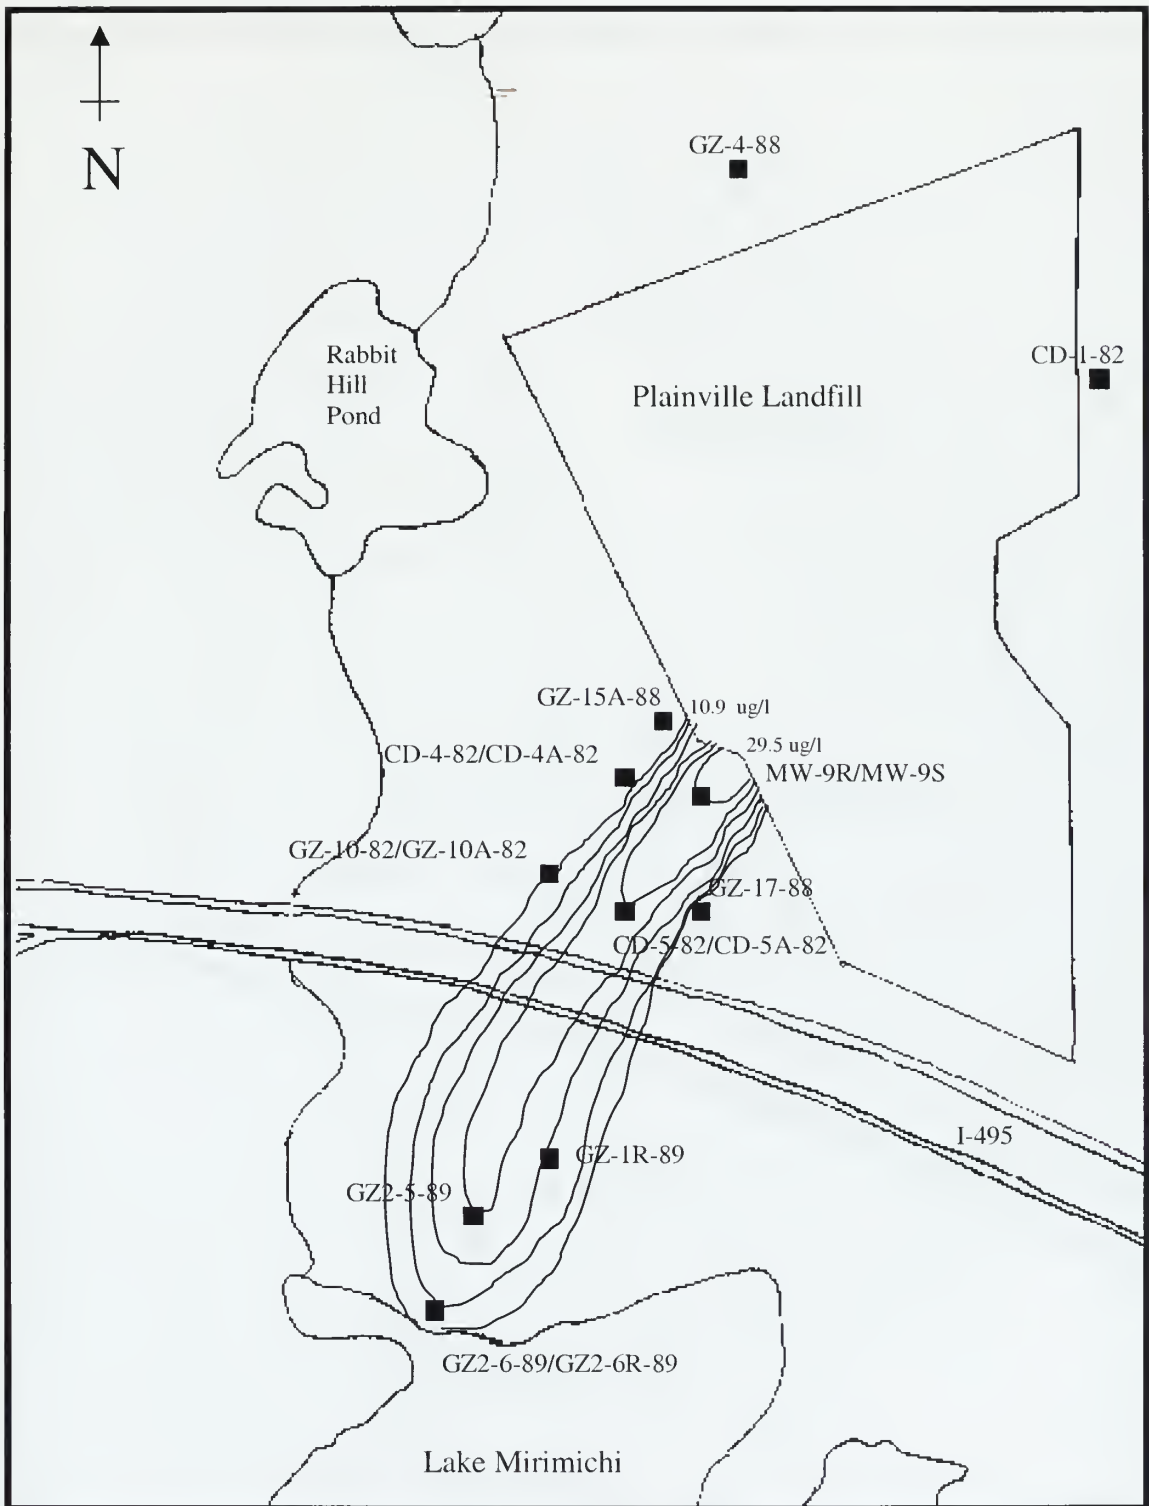 N
GZ-4-88
CD-1-82
Rabbit
Hill
Pond
Plainville Landfill
GZ-15A-88
10.9 ug/l
29.5 ug/l
CD-4-82/CD-4A-82
MW-9R/MW-9S
GZ-10-82/GZ-10A-82
GZ-17-88
CD-5-82/CD-5A-82
I-495
GZ-1R-89
GZ2-5-89
GZ2-6-89/GZ2-6R-89
Lake Mirimichi